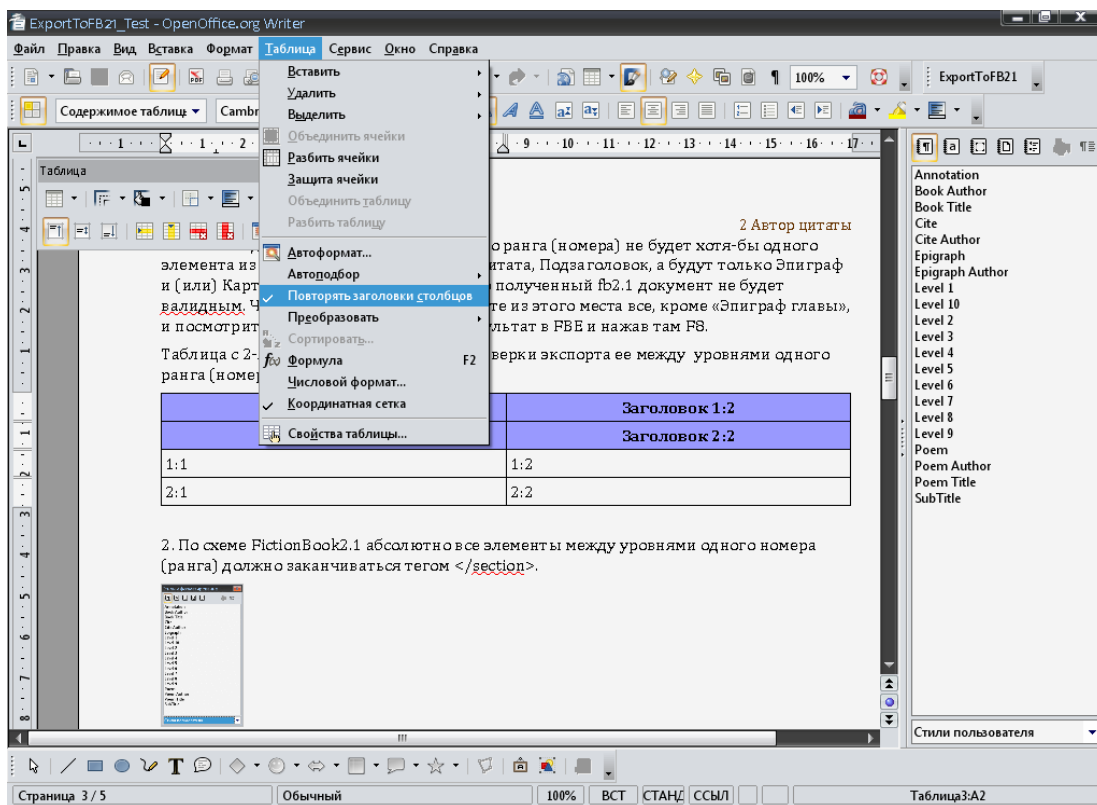 ExportToFB21_Test - OpenOffice.org Writer
Файл Правка Вид Вставка Формат Таблица Сервис Окно Справка
100% ExportToFB21
Содержимое таблиц Cambr
Таблица
Вставить
Удалить
Выделить
Объединить ячейки
Разбить ячейки
Защита ячейки
Объединить таблицу
Разбить таблицу
Автоформат...
Автоподбор
Повторять заголовки столбцов
Преобразовать
Сортировать...
Формула F2
Числовой формат...
Координатная сетка
Свойства таблицы...
2 Автор цитаты
о ранга (номера) не будет хотя-бы одного
элемента из тата, Подзаголовок, а будут только Эпиграф
и (или) Карт полученный fb2.1 документ не будет
валидным. Ч те из этого места все, кроме «Эпиграф главы»,
и посмотрит льтат в FBE и нажав там F8.
Таблица с 2- верки экспорта ее между уровнями одного
ранга (номе
Заголовок 1:2
Заголовок 2:2
1:1 1:2
2:1 2:2
2. По схеме FictionBook2.1 абсолютно все элементы между уровнями одного номера
(ранга) должно заканчиваться тегом </section>.
Annotation
Book Author
Book Title
Cite
Cite Author
Epigraph
Epigraph Author
Level 1
Level 10
Level 2
Level 3
Level 4
Level 5
Level 6
Level 7
Level 8
Level 9
Poem
Poem Author
Poem Title
SubTitle
Стили пользователя
Страница 3 / 5 Обычный 100% ВСТ СТАНД ССЫЛ Таблица3:A2